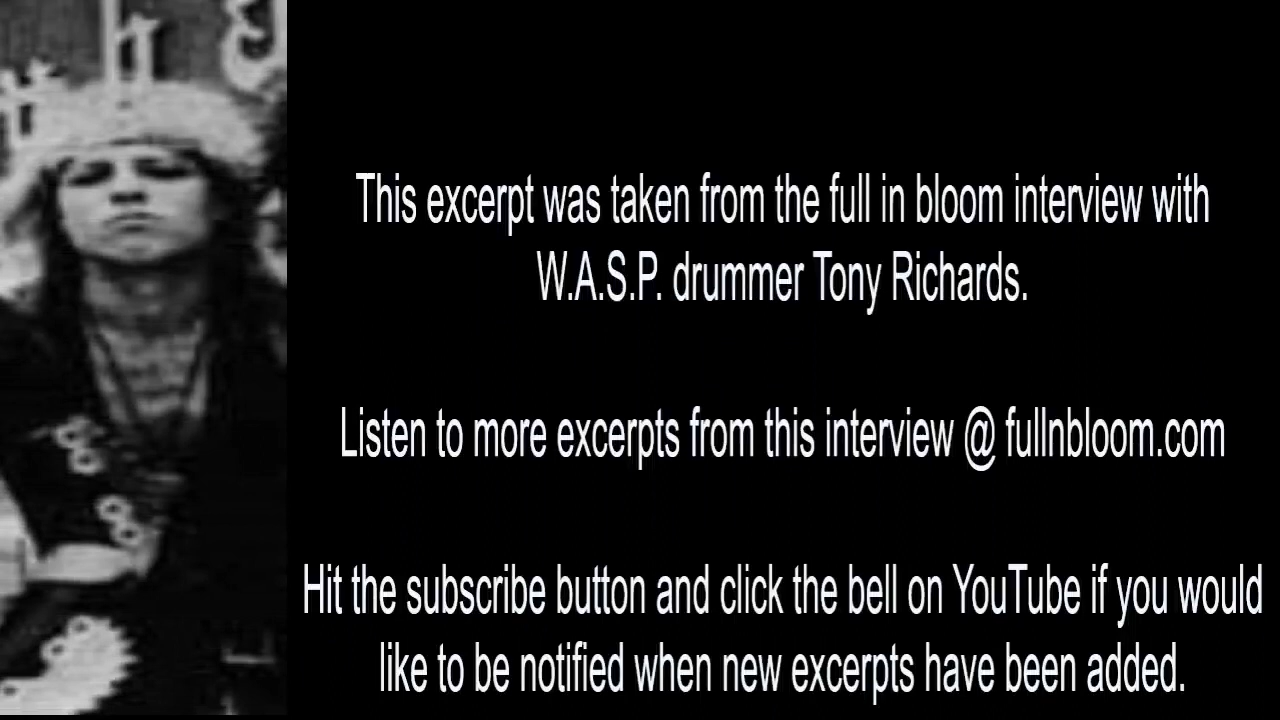 th
This excerpt was taken from the full in bloom interview with
W.A.S.P. drummer Tony Richards.
Listen to more excerpts from this interview @ fullnbloom.com
Hit the subscribe button and click the bell on YouTube if you would
like to be notified when new excerpts have been added.